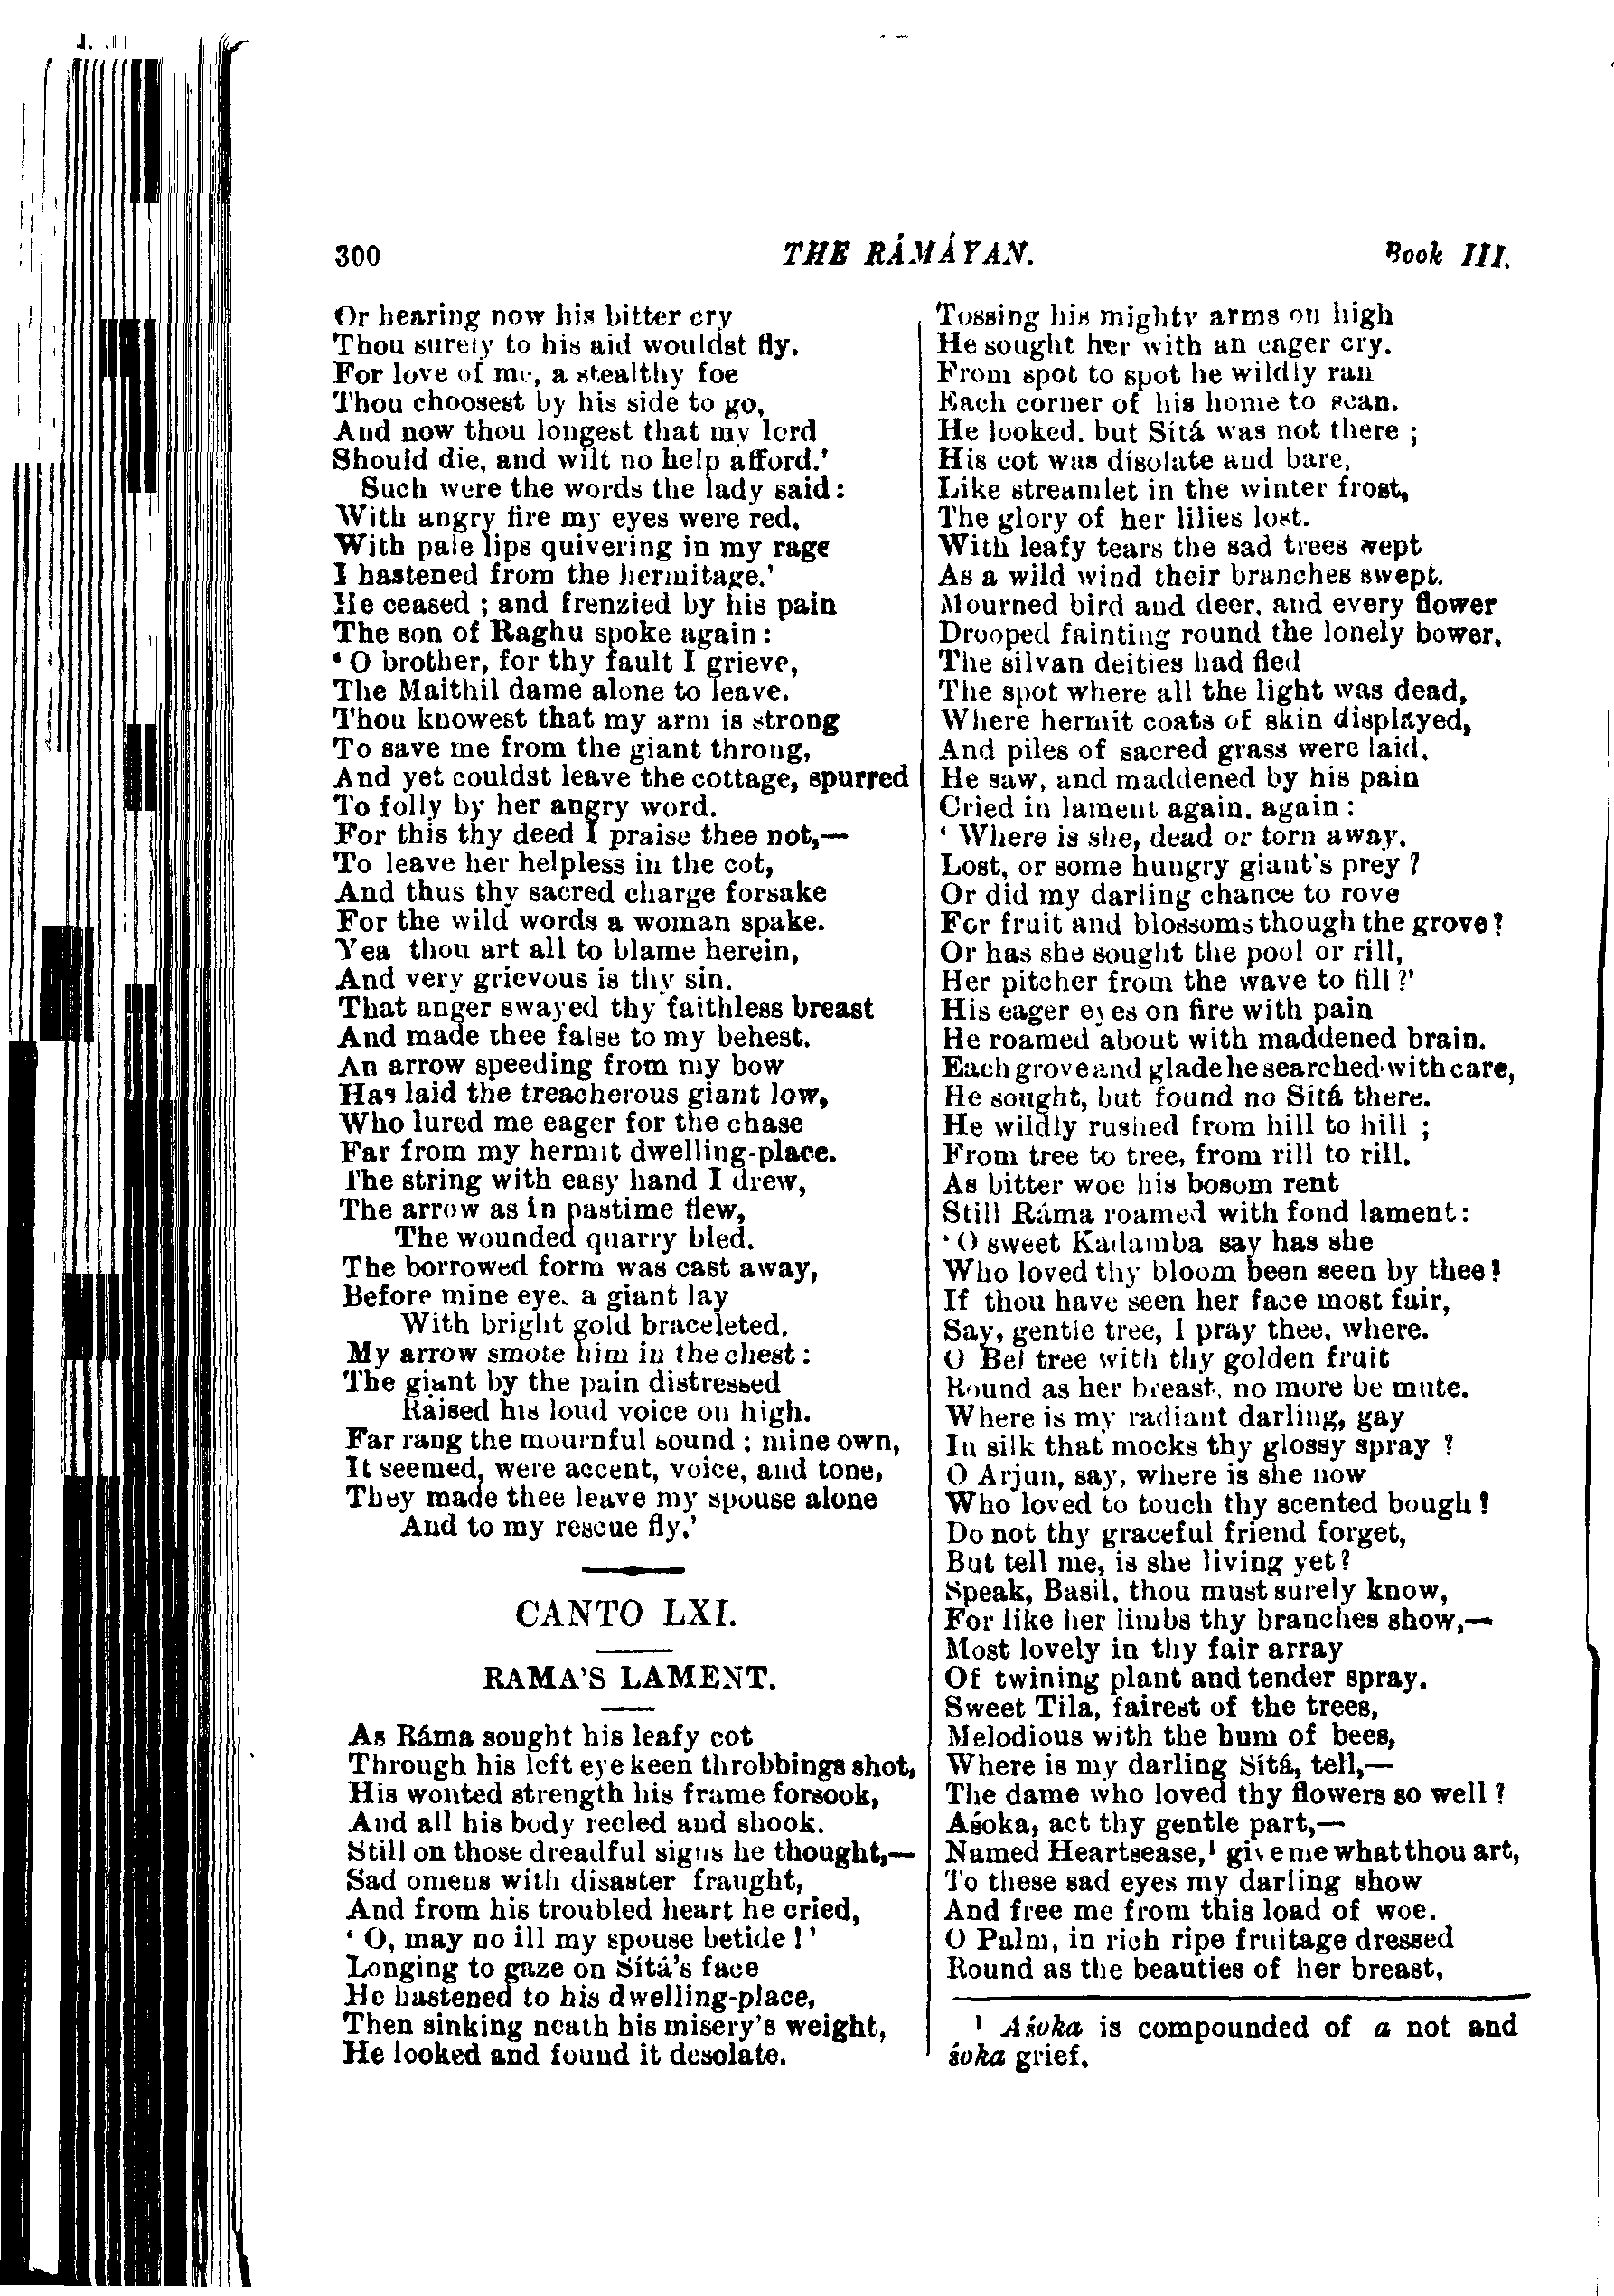 300
THE RÁMÁYAN.
Book III.
Or hearing now his bitter cry
Thou surely to his aid wouldst fly.
For love of me, a stealthy foe
Thou choosest by his side to go,
And now thou longest that my lord
Should die, and wilt no help afford.'
Such were the words the lady said:
With angry fire my eyes were red.
With pale lips quivering in my rage
I hastened from the hermitage.'
He ceased ; and frenzied by his pain
The son of Raghu spoke again:
‘O brother, for thy fault I grieve,
The Maithil dame alone to leave.
Thou knowest that my arm is strong
To save me from the giant throng,
And yet couldst leave the cottage, spurred
To folly by her angry word.
For this thy deed I praise thee not,—
To leave her helpless in the cot,
And thus thy sacred charge forsake
For the wild words a woman spake.
Yea thou art all to blame herein,
And very grievous is thy sin.
That anger swayed thy faithless breast
And made thee false to my behest.
An arrow speeding from my bow
Has laid the treacherous giant low,
Who lured me eager for the chase
Far from my hermit dwelling-place.
The string with easy hand I drew,
The arrow as in pastime flew,
The wounded quarry bled.
The borrowed form was cast away,
Before mine eye. a giant lay
With bright gold braceleted.
My arrow smote him in the chest:
The giant by the pain distressed
Raised his loud voice on high.
Far rang the mournful sound ; mine own,
It seemed, were accent, voice, and tone,
They made thee leave my spouse alone
And to my rescue fly.'
CANTO LXI.
RAMA'S LAMENT.
As Ráma sought his leafy cot
Through his left eye keen throbbings shot,
His wonted strength his frame forsook,
And all his body reeled and shook.
Still on those dreadful signs he thought,—
Sad omens with disaster fraught,
And from his troubled heart he cried,
‘ O, may no ill my spouse betide !’
Longing to gaze on Sítá's face
He hastened to his dwelling-place,
Then sinking neath his misery's weight,
He looked and found it desolate.
Tossing his mighty arms on high
He sought her with an eager cry.
From spot to spot he wildly ran
Each corner of his home to scan.
He looked. but Sítá was not there ;
His cot was disolate and bare,
Like streamlet in the winter frost,
The glory of her lilies lost.
With leafy tears the sad trees wept
As a wild wind their branches swept.
Mourned bird and deer. and every flower
Drooped fainting round the lonely bower.
The silvan deities had fled
The spot where all the light was dead,
Where hermit coats of skin displayed,
And piles of sacred grass were laid.
He saw, and maddened by his pain
Cried in lament again. again :
‘ Where is she, dead or torn away.
Lost, or some hungry giant's prey ?
Or did my darling chance to rove
For fruit and blossoms though the grove?
Or has she sought the pool or rill,
Her pitcher from the wave to fill ?'
His eager eyes on fire with pain
He roamed about with maddened brain.
Each grove and glade he searched with care,
He sought, but found no Sítá there.
He wildly rushed from hill to hill ;
From tree to tree, from rill to rill.
As bitter woe his bosom rent
Still Ráma roamed with fond lament:
‘O sweet Kadamba say has she
Who loved thy bloom been seen by thee!
If thou have seen her face most fair,
Say, gentle tree, I pray thee, where.
O Bel tree with thy golden fruit
Round as her breast, no more be mute.
Where is my radiant darling, gay
In silk that mocks thy glossy spray ?
O Arjun, say, where is she now
Who loved to touch thy scented bough?
Do not thy graceful friend forget,
But tell me, is she living yet?
Speak, Basil. thou must surely know,
For like her limbs thy branches show,—
Most lovely in thy fair array
Of twining plant and tender spray.
Sweet Tila, fairest of the trees,
Melodious with the hum of bees,
Where is my darling Sítá, tell,—
The dame who loved thy flowers so well ?
Aśoka, act thy gentle part,—
Named Heartsease,¹ give me what thou art,
To these sad eyes my darling show
And free me from this load of woe.
O Palm, in rich ripe fruitage dressed
Round as the beauties of her breast,
¹ Aśoka is compounded of a not and
śoka grief.